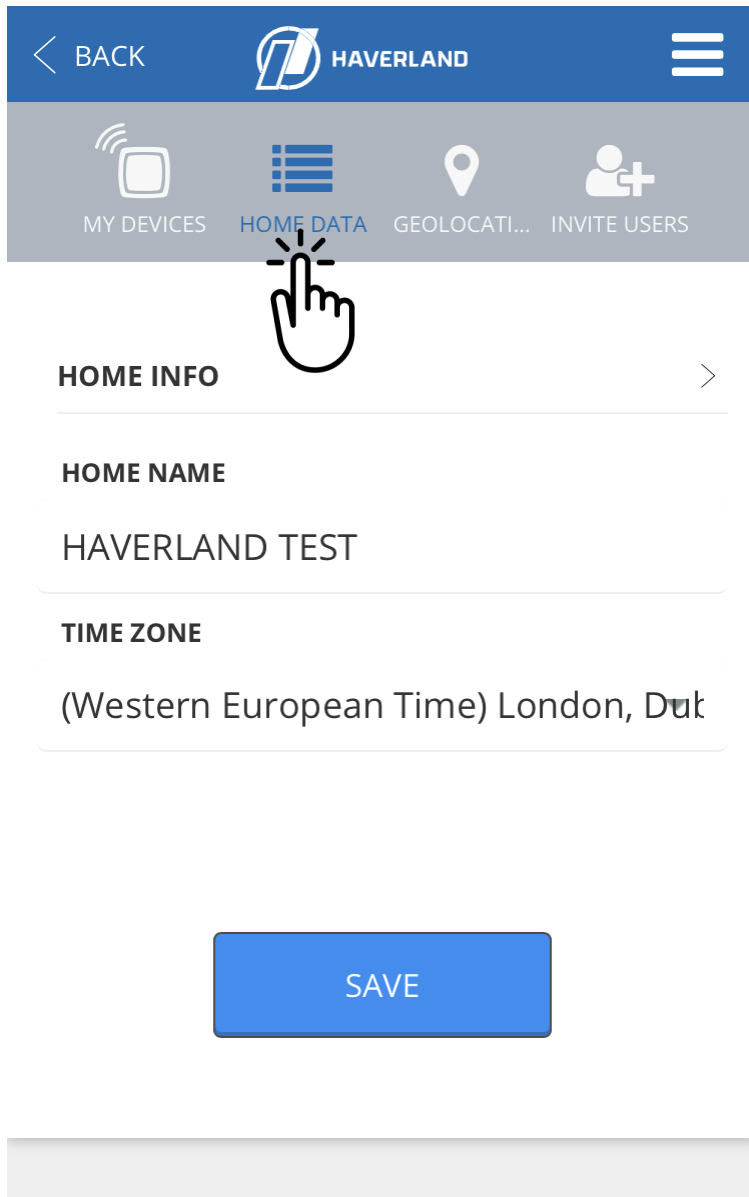 BACK
HAVERLAND
MY DEVICES
HOME DATA
GEOLOCATI...
INVITE USERS
HOME INFO
HOME NAME
HAVERLAND TEST
TIME ZONE
(Western European Time) London, Dub
SAVE